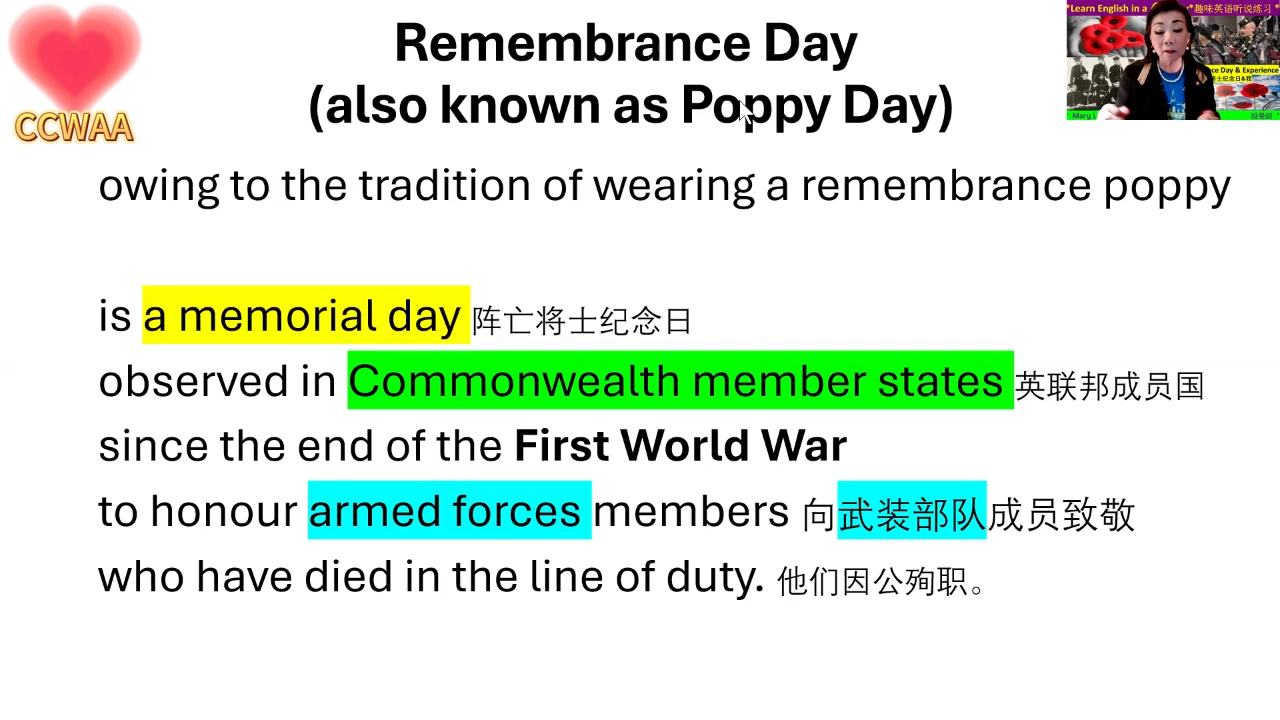 Remembrance Day
(also known as Poppy Day)
CCWAA
*Learn English in a
*趣味英语听说练习*
ce Day & Experience
owing to the tradition of wearing a remembrance poppy
is a memorial day 阵亡将士纪念日
observed in Commonwealth member states 英联邦成员国
since the end of the First World War
to honour armed forces members 向武装部队成员致敬
who have died in the line of duty. 他们因公殉职。